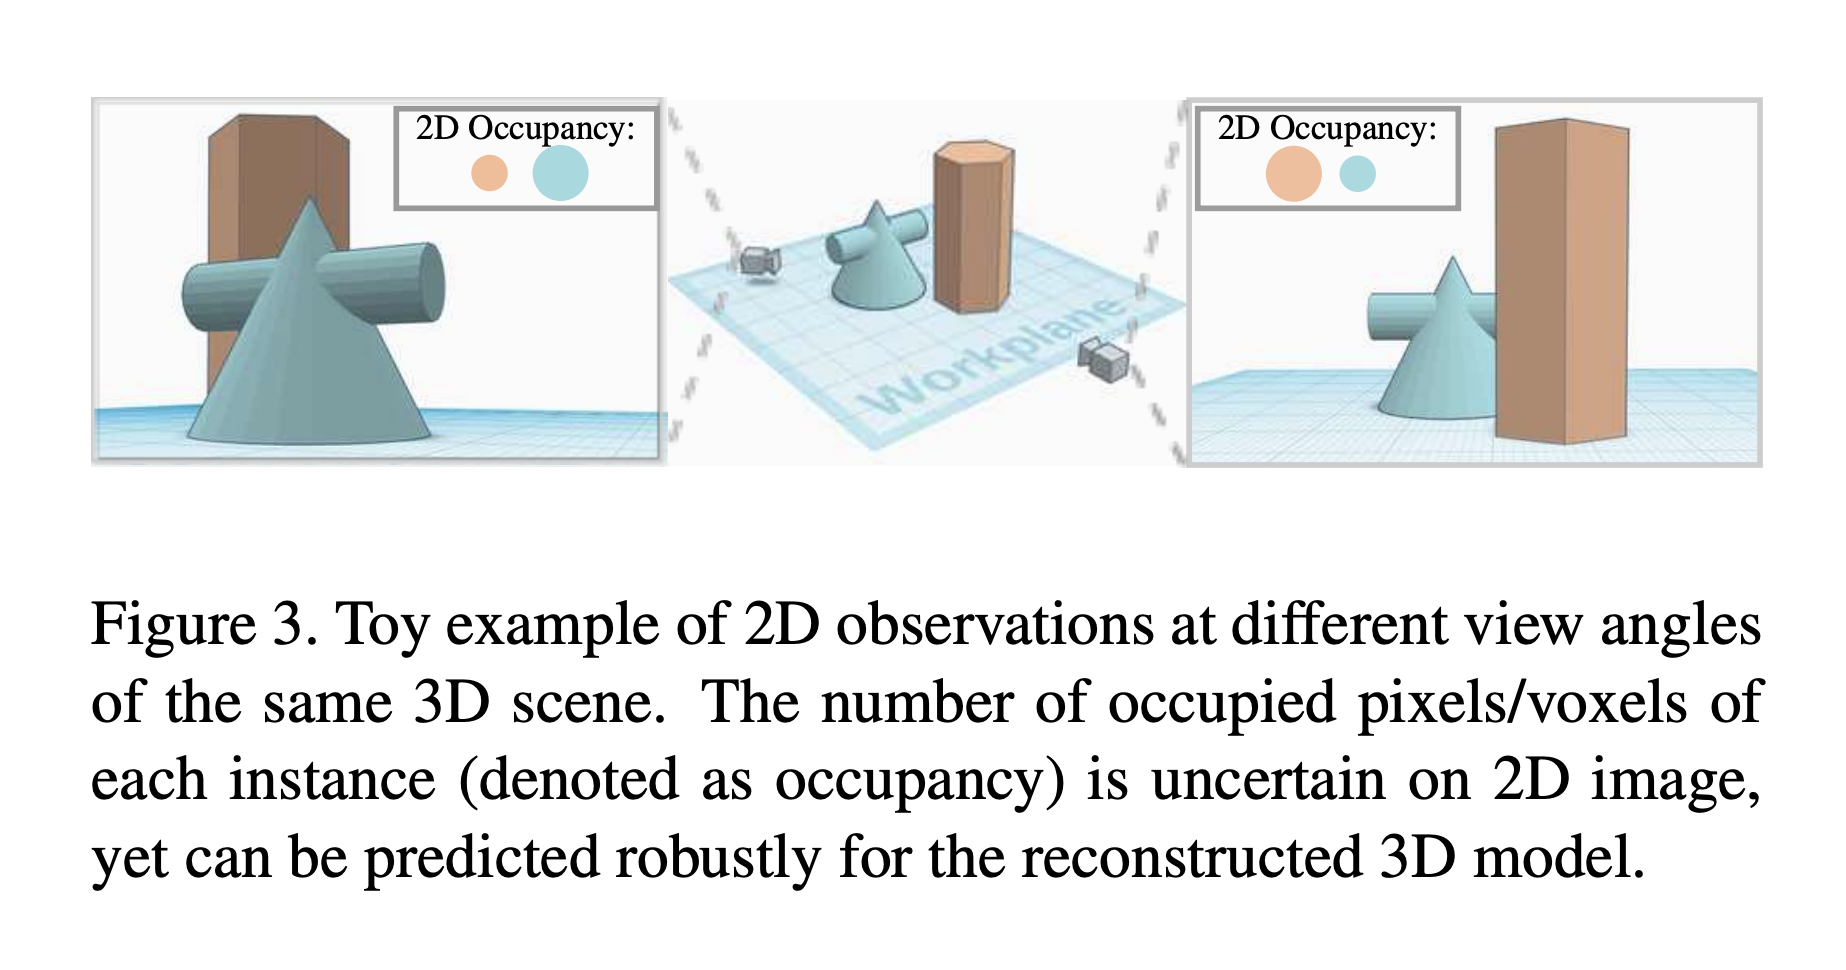 2D Occupancy:
2D Occupancy:
Workplane
Figure 3. Toy example of 2D observations at different view angles
of the same 3D scene. The number of occupied pixels/voxels of
each instance (denoted as occupancy) is uncertain on 2D image,
yet can be predicted robustly for the reconstructed 3D model.